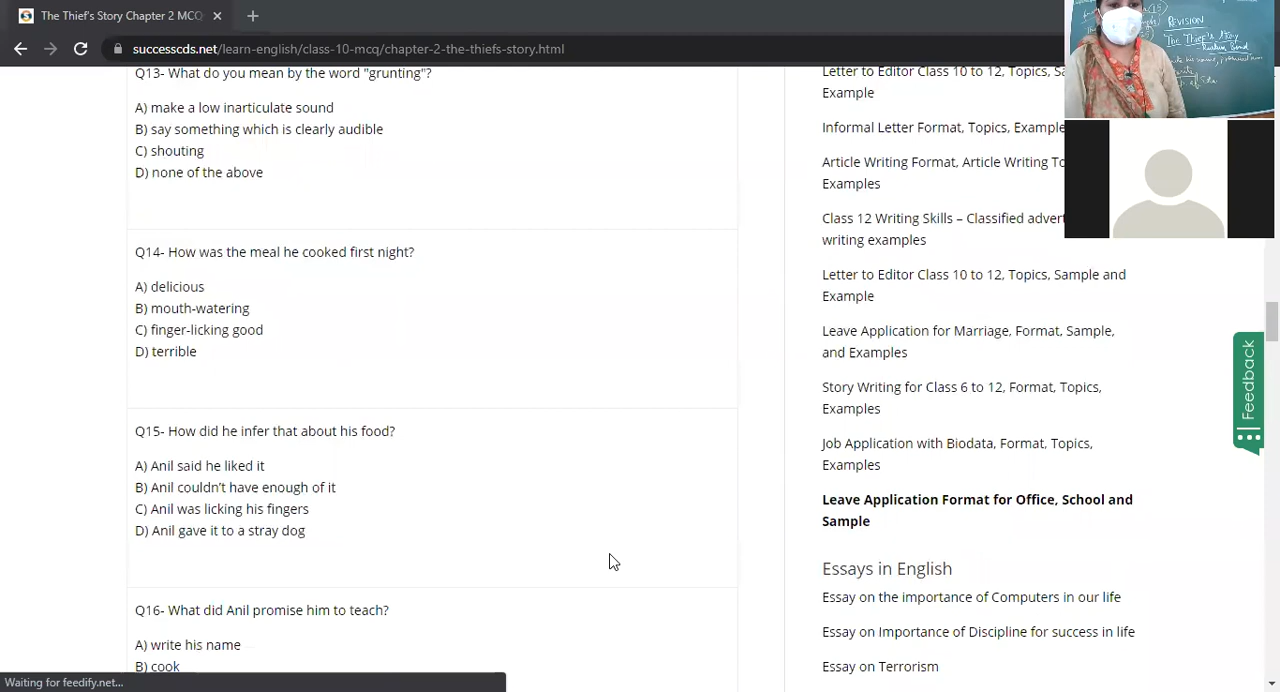 The Thief's Story Chapter 2 MCQ
successcds.net/learn-english/class-10-mcq/chapter-2-the-thiefs-story.html
Q13- What do you mean by the word "grunting"?
A) make a low inarticulate sound
B) say something which is clearly audible
C) shouting
D) none of the above
Q14- How was the meal he cooked first night?
A) delicious
B) mouth-watering
C) finger-licking good
D) terrible
Q15- How did he infer that about his food?
A) Anil said he liked it
B) Anil couldn't have enough of it
C) Anil was licking his fingers
D) Anil gave it to a stray dog
Q16- What did Anil promise him to teach?
A) write his name
B) cook
Waiting for feedify.net...
Letter to Editor Class 10 to 12, Topics, Sa
Example
Informal Letter Format, Topics, Example
Article Writing Format, Article Writing To
Examples
Class 12 Writing Skills – Classified advert
writing examples
Letter to Editor Class 10 to 12, Topics, Sample and
Example
Leave Application for Marriage, Format, Sample,
and Examples
Story Writing for Class 6 to 12, Format, Topics,
Examples
Job Application with Biodata, Format, Topics,
Examples
Leave Application Format for Office, School and
Sample
Essays in English
Essay on the importance of Computers in our life
Essay on Importance of Discipline for success in life
Essay on Terrorism
Feedback
REVISION
The Thief's Story
Ruskin Bond